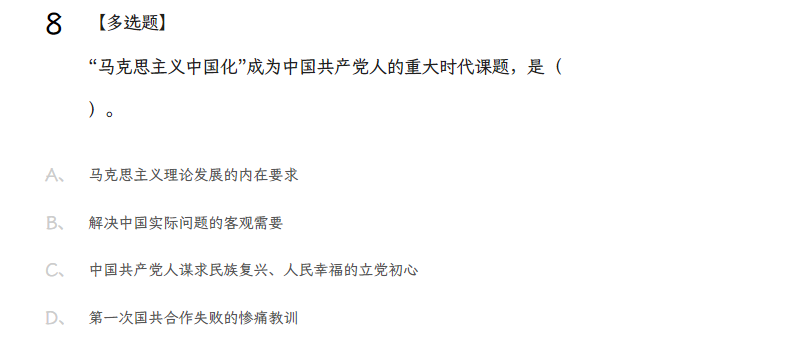 8 【多选题】
“马克思主义中国化”成为中国共产党人的重大时代课题，是（
）。
A、 马克思主义理论发展的内在要求
B、 解决中国实际问题的客观需要
C、 中国共产党人谋求民族复兴、人民幸福的立党初心
D、 第一次国共合作失败的惨痛教训